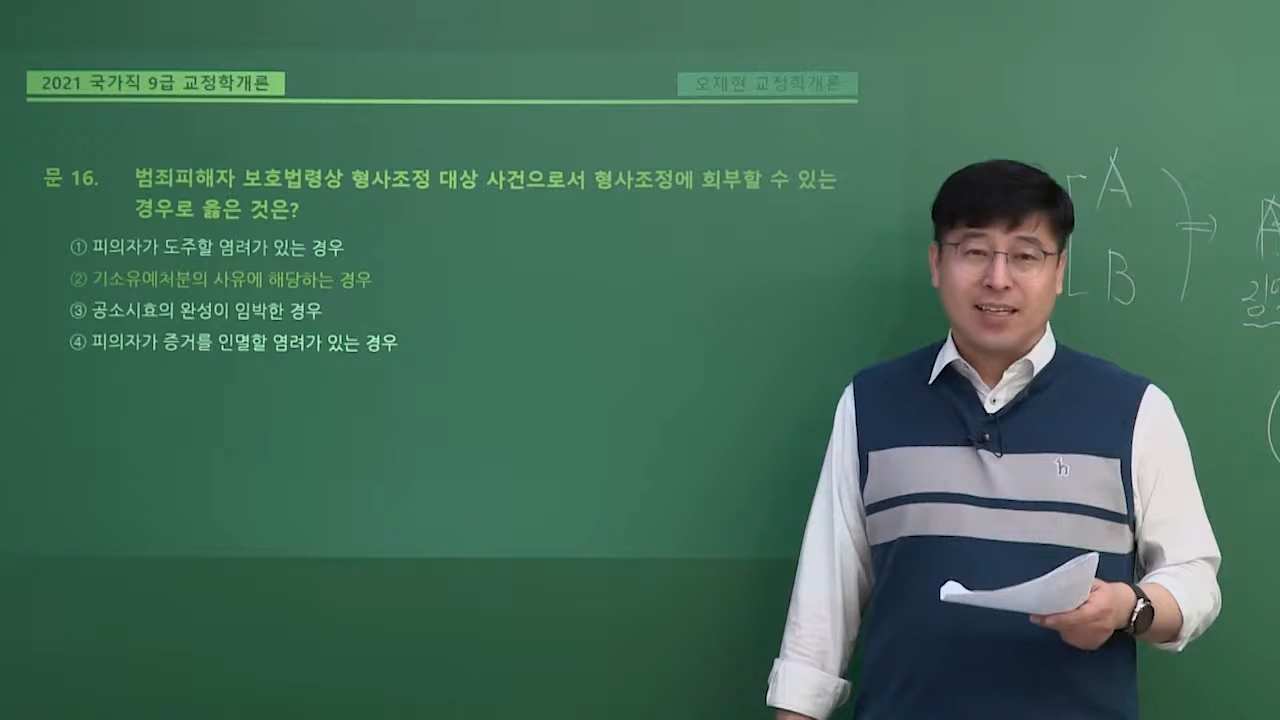 2021 국가직 9급 교정학개론
오재현 교정학개론
문 16. 범죄피해자 보호법령상 형사조정 대상 사건으로서 형사조정에 회부할 수 있는
경우로 옳은 것은?
① 피의자가 도주할 염려가 있는 경우
② 기소유예처분의 사유에 해당하는 경우
③ 공소시효의 완성이 임박한 경우
④ 피의자가 증거를 인멸할 염려가 있는 경우
A
B
A
h